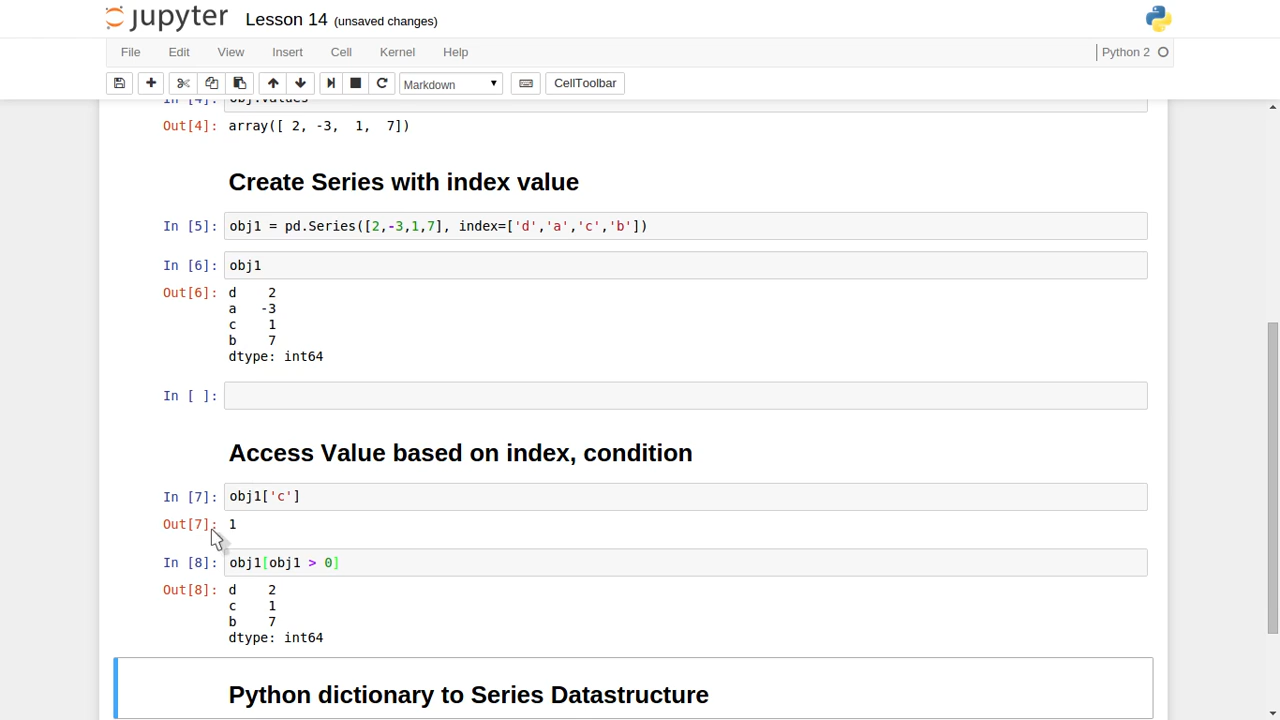 jupyter Lesson 14 (unsaved changes)
File Edit View Insert Cell Kernel Help Python 2
Markdown CellToolbar
In [4]: obj.values
Out[4]: array([ 2, -3,  1,  7])
Create Series with index value
In [5]: obj1 = pd.Series([2,-3,1,7], index=['d','a','c','b'])
In [6]: obj1
Out[6]: d    2
a   -3
c    1
b    7
dtype: int64
In [ ]:
Access Value based on index, condition
In [7]: obj1['c']
Out[7]: 1
In [8]: obj1[obj1 > 0]
Out[8]: d    2
c    1
b    7
dtype: int64
Python dictionary to Series Datastructure